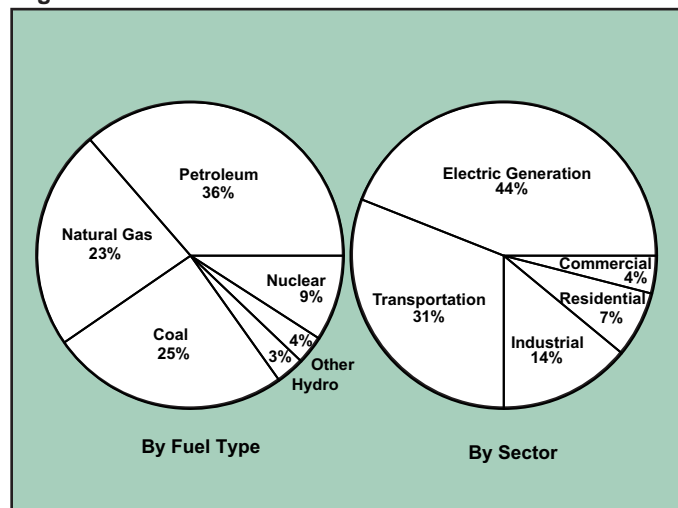 Petroleum
36%
Natural Gas
23%
Coal
25%
Nuclear
9%
4%
3%
Other
Hydro
By Fuel Type
Electric Generation
44%
Transportation
31%
Commercial
4%
Residential
7%
Industrial
14%
By Sector